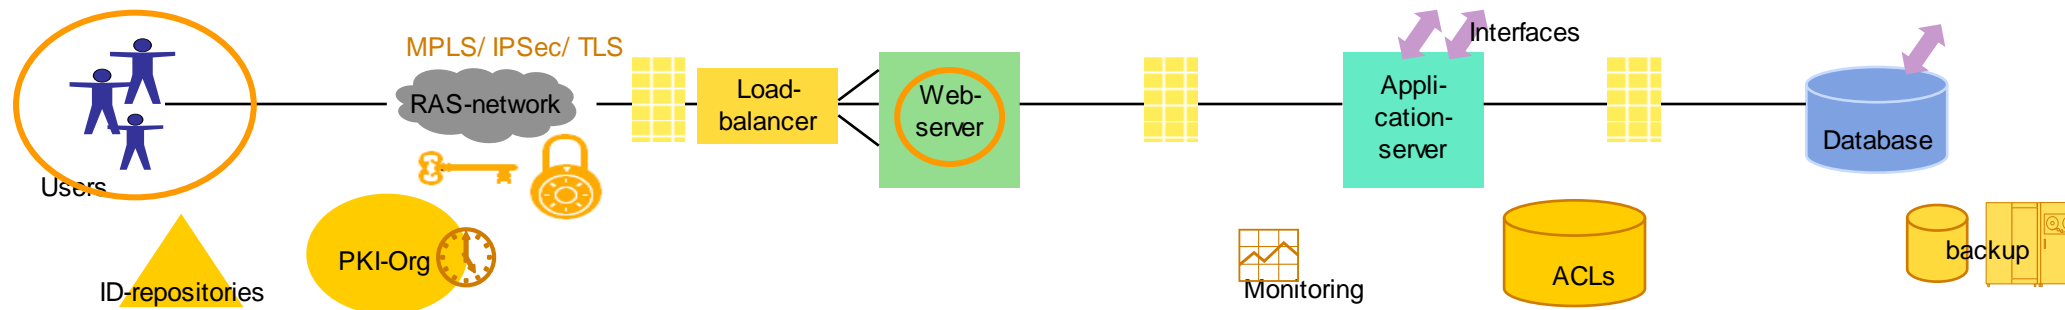 MPLS/ IPSec/ TLS
Interfaces
RAS-network
Load-
balancer
Web-
server
Appli-
cation-
server
Database
Users
PKI-Org
ID-repositories
Monitoring
ACLs
backup